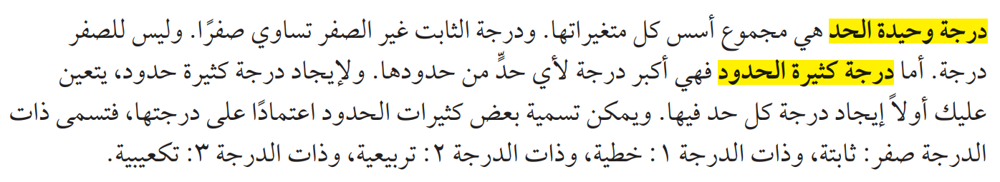 درجة وحيدة الحد هي مجموع أسس كل متغيراتها. ودرجة الثابت غير الصفر تساوي صفرًا. وليس للصفر
درجة. أما درجة كثيرة الحدود فهي أكبر درجة لأي حدٍّ من حدودها. ولإيجاد درجة كثيرة حدود، يتعين
عليك أولاً إيجاد درجة كل حد فيها. ويمكن تسمية بعض كثيرات الحدود اعتمادًا على درجتها، فتسمى ذات
الدرجة صفر: ثابتة، وذات الدرجة ١: خطية، وذات الدرجة ٢: تربيعية، وذات الدرجة ٣: تكعيبية.